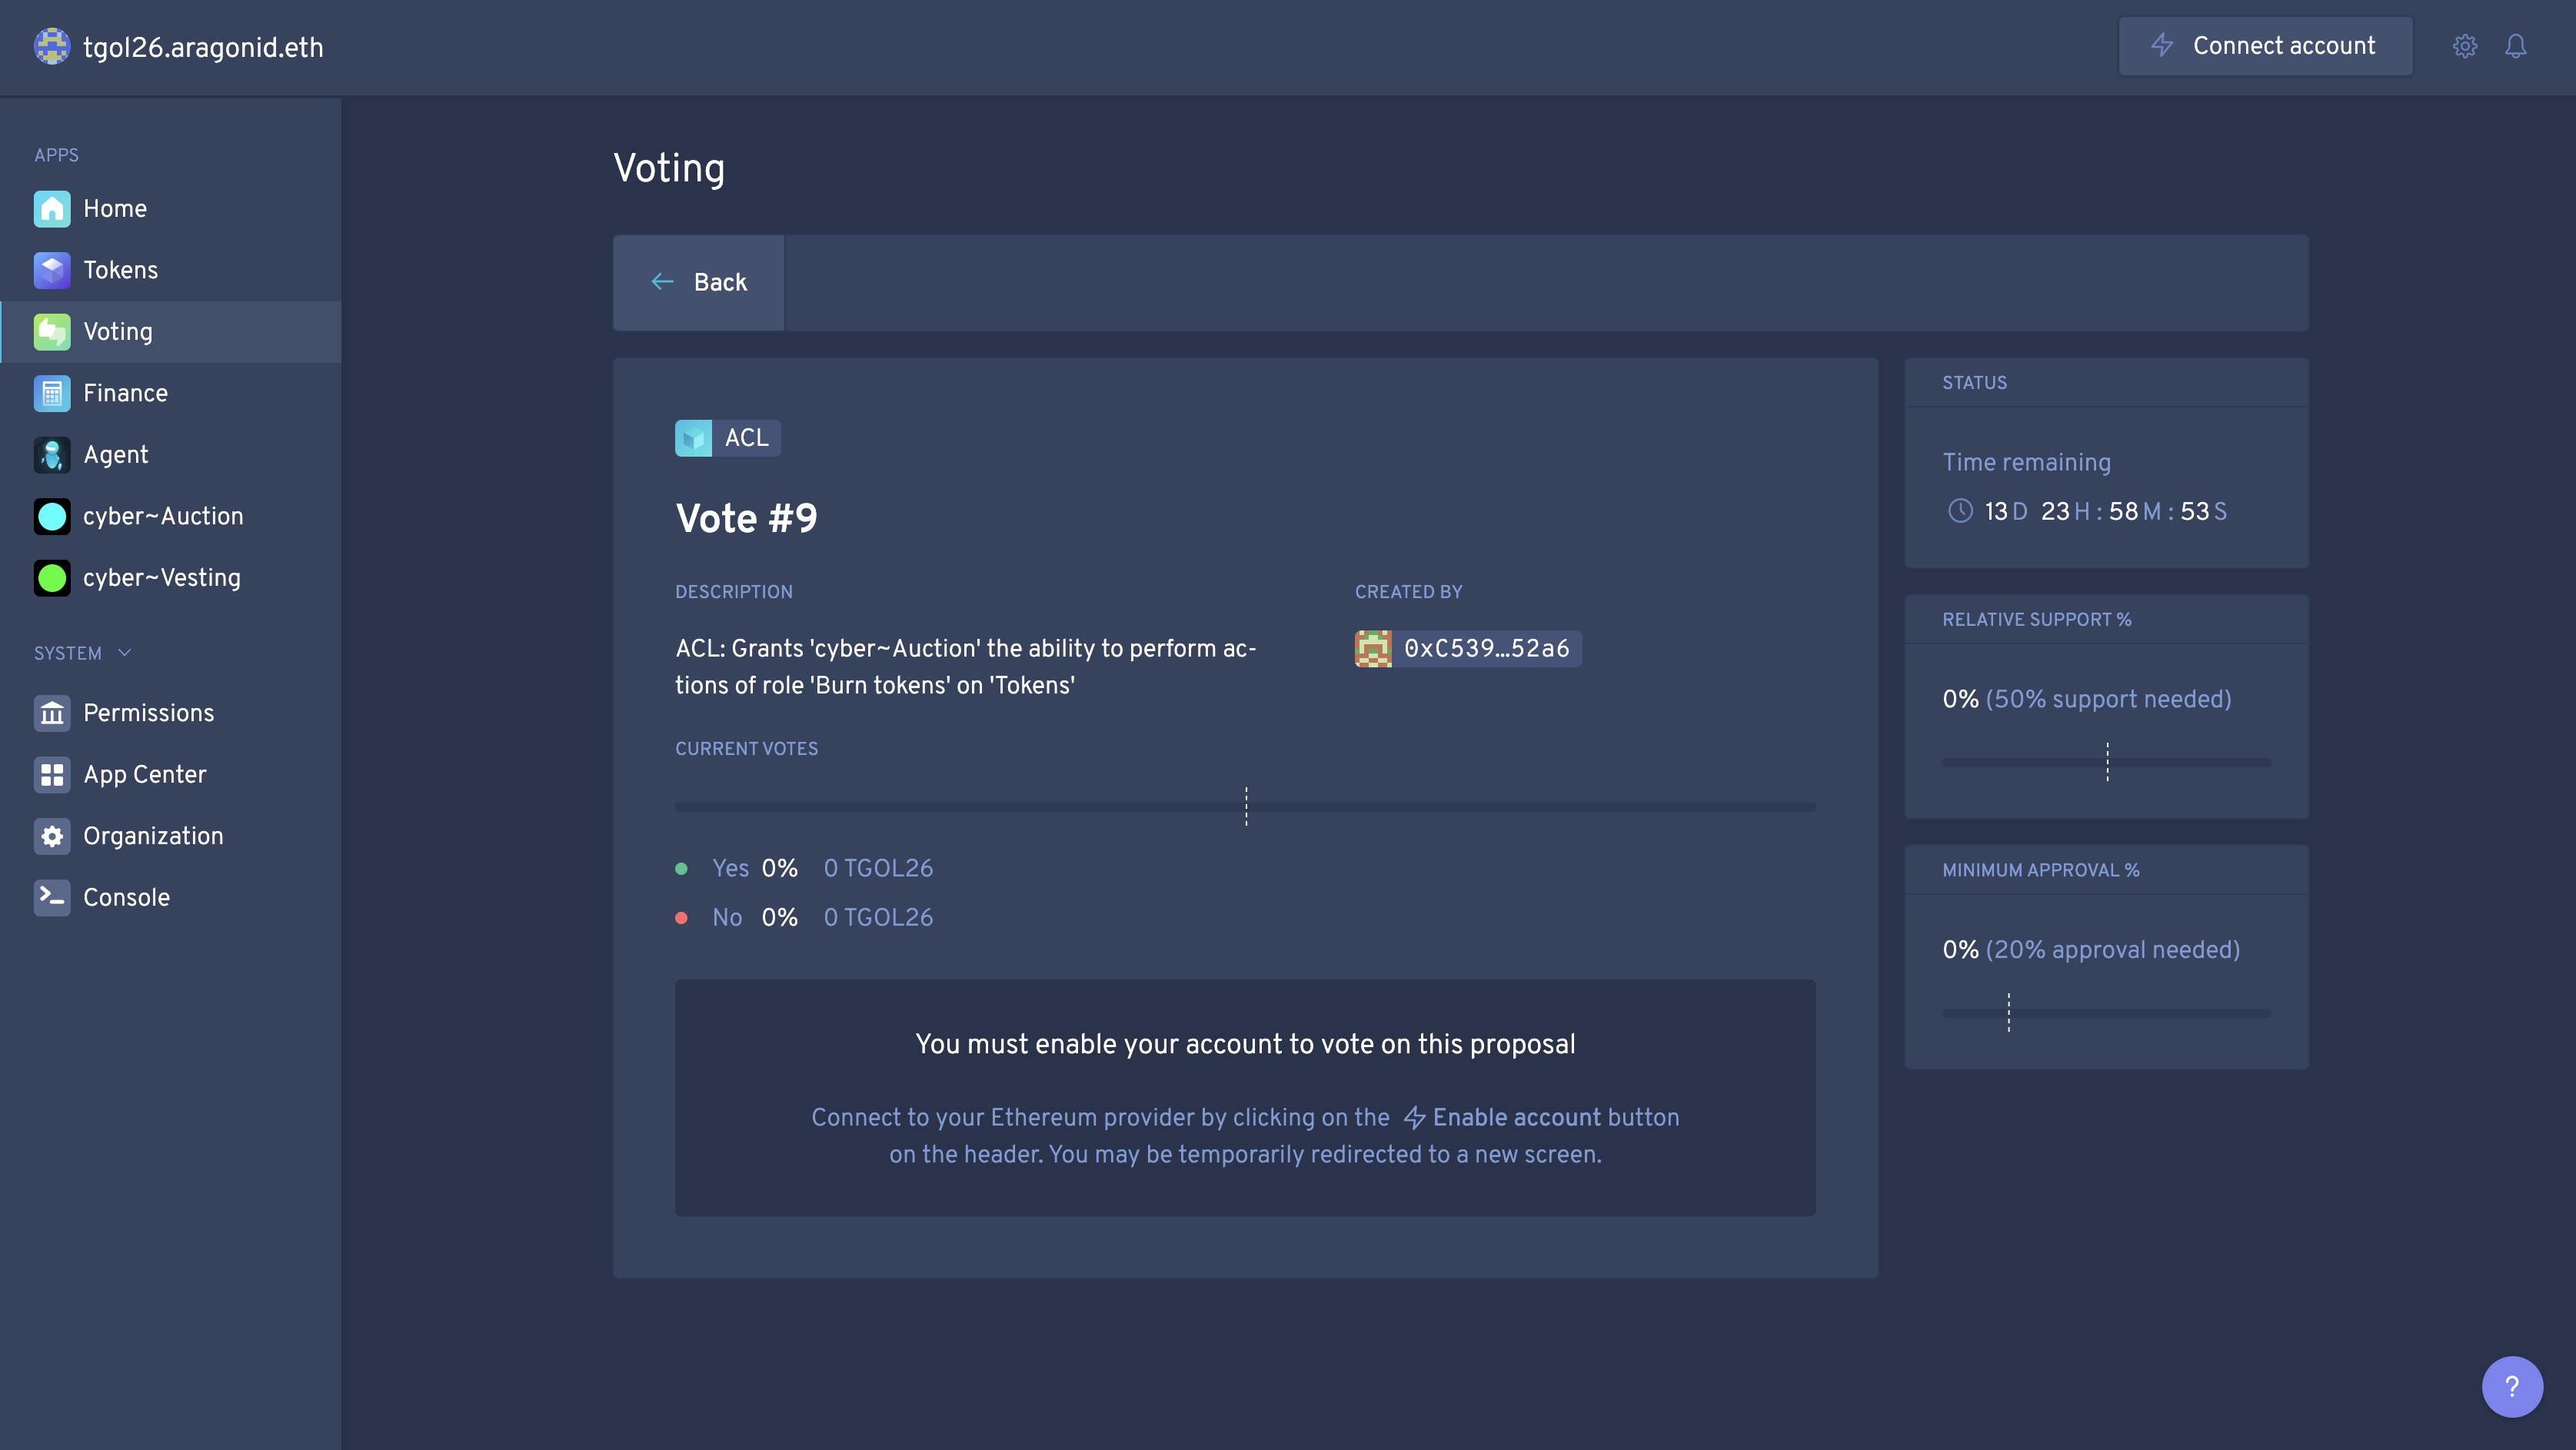 tgol26.aragonid.eth
Connect account
APPS
Home
Tokens
Voting
Finance
Agent
cyber~Auction
cyber~Vesting
SYSTEM
Permissions
App Center
Organization
Console
Voting
Back
ACL
Vote #9
DESCRIPTION
ACL: Grants 'cyber~Auction' the ability to perform ac-
tions of role 'Burn tokens' on 'Tokens'
CREATED BY
0xC539…52a6
CURRENT VOTES
Yes 0% 0 TGOL26
No 0% 0 TGOL26
You must enable your account to vote on this proposal
Connect to your Ethereum provider by clicking on the Enable account button
on the header. You may be temporarily redirected to a new screen.
STATUS
Time remaining
13 D 23 H : 58 M : 53 S
RELATIVE SUPPORT %
0% (50% support needed)
MINIMUM APPROVAL %
0% (20% approval needed)
?